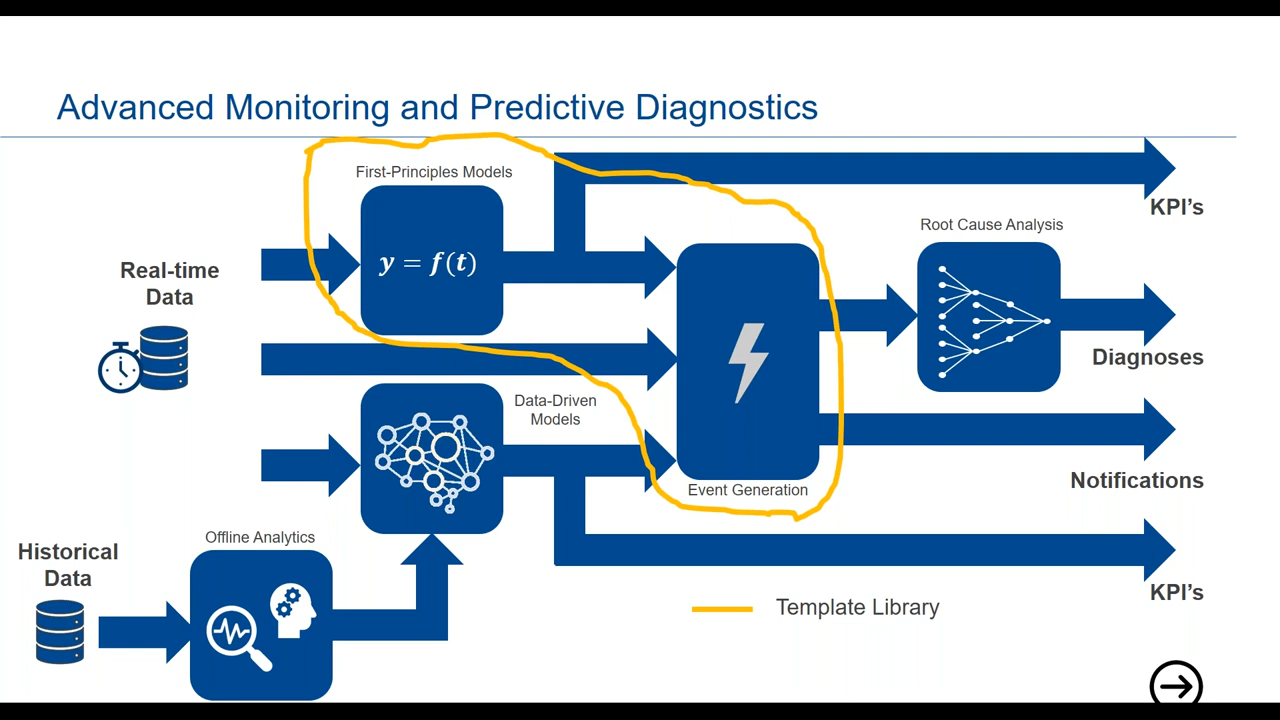 Advanced Monitoring and Predictive Diagnostics
First-Principles Models
y = f(t)
KPI's
Root Cause Analysis
Real-time
Data
Diagnoses
Data-Driven
Models
Notifications
Event Generation
Offline Analytics
Historical
Data
KPI's
Template Library